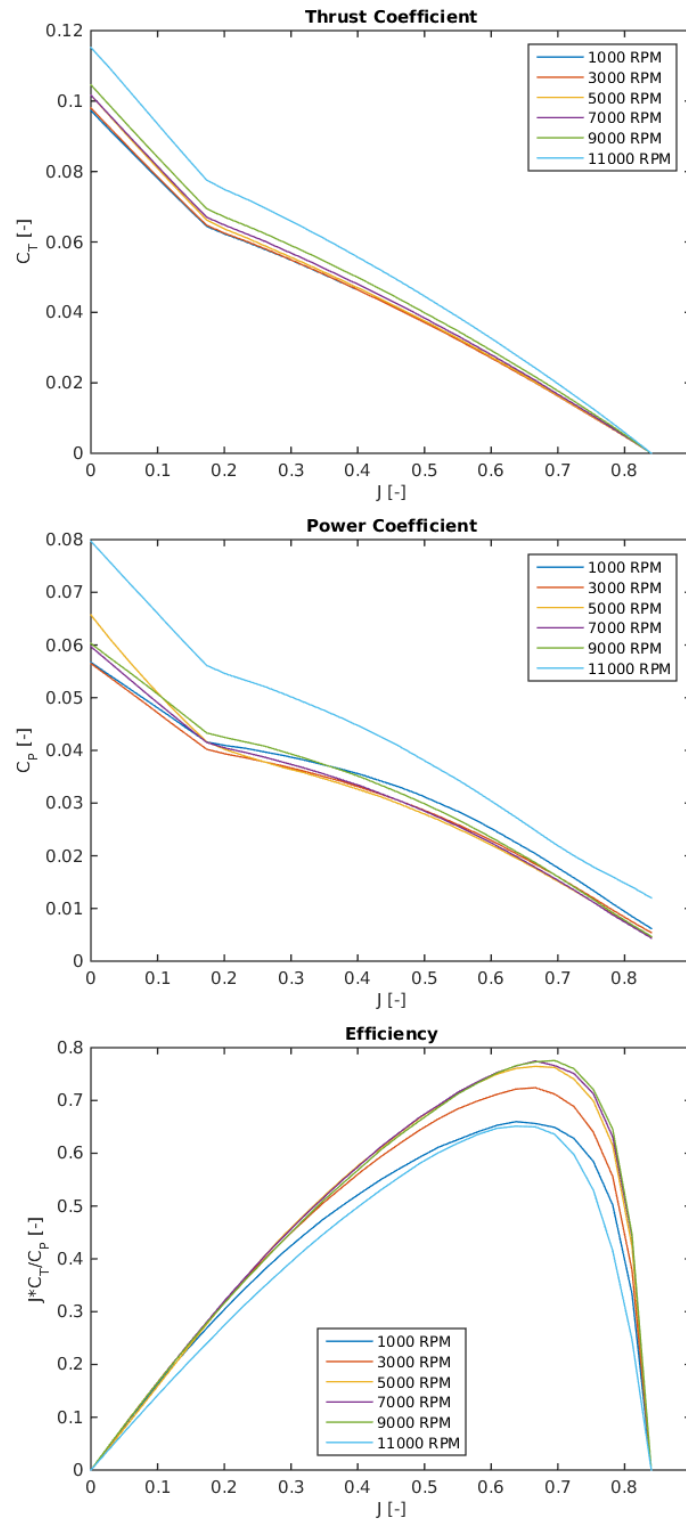 Thrust Coefficient
0.12
0.1
0.08
0.06
0.04
0.02
0
C_T [-]
1000 RPM
3000 RPM
5000 RPM
7000 RPM
9000 RPM
11000 RPM
0 0.1 0.2 0.3 0.4 0.5 0.6 0.7 0.8
J [-]
Power Coefficient
0.08
0.07
0.06
0.05
0.04
0.03
0.02
0.01
0
C_P [-]
1000 RPM
3000 RPM
5000 RPM
7000 RPM
9000 RPM
11000 RPM
0 0.1 0.2 0.3 0.4 0.5 0.6 0.7 0.8
J [-]
Efficiency
0.8
0.7
0.6
0.5
0.4
0.3
0.2
0.1
0
J*C_T/C_P [-]
1000 RPM
3000 RPM
5000 RPM
7000 RPM
9000 RPM
11000 RPM
0 0.1 0.2 0.3 0.4 0.5 0.6 0.7 0.8
J [-]